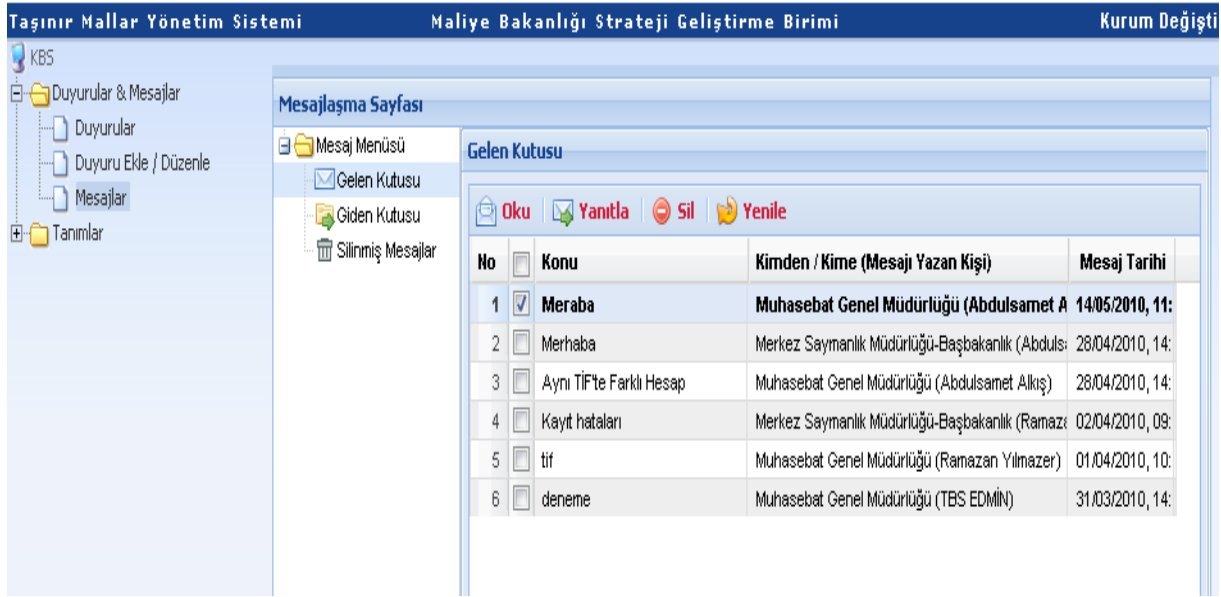 Taşınır Mallar Yönetim Sistemi Maliye Bakanlığı Strateji Geliştirme Birimi Kurum Değişti
KBS
Duyurular & Mesajlar
Duyurular
Duyuru Ekle / Düzenle
Mesajlar
Tanımlar
Mesajlaşma Sayfası
Mesaj Menüsü
Gelen Kutusu
Giden Kutusu
Silinmiş Mesajlar
Gelen Kutusu
Oku Yanıtla Sil Yenile
No Konu Kimden / Kime (Mesajı Yazan Kişi) Mesaj Tarihi
1 Meraba Muhasebat Genel Müdürlüğü (Abdulsamet A 14/05/2010, 11:
2 Merhaba Merkez Saymanlık Müdürlüğü-Başbakanlık (Abduls 28/04/2010, 14:
3 Aynı TİF'te Farklı Hesap Muhasebat Genel Müdürlüğü (Abdulsamet Alkış) 28/04/2010, 14:
4 Kayıt hataları Merkez Saymanlık Müdürlüğü-Başbakanlık (Ramaza 02/04/2010, 09:
5 tif Muhasebat Genel Müdürlüğü (Ramazan Yılmazer) 01/04/2010, 10:
6 deneme Muhasebat Genel Müdürlüğü (TBS EDMİN) 31/03/2010, 14: